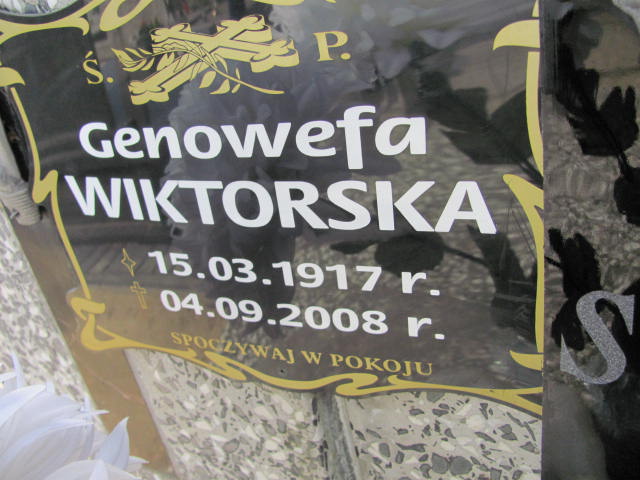 Ś. P.
Genowefa
WIKTORSKA
15.03.1917 r.
04.09.2008 r.
SPOCZYWAJ W POKOJU
S